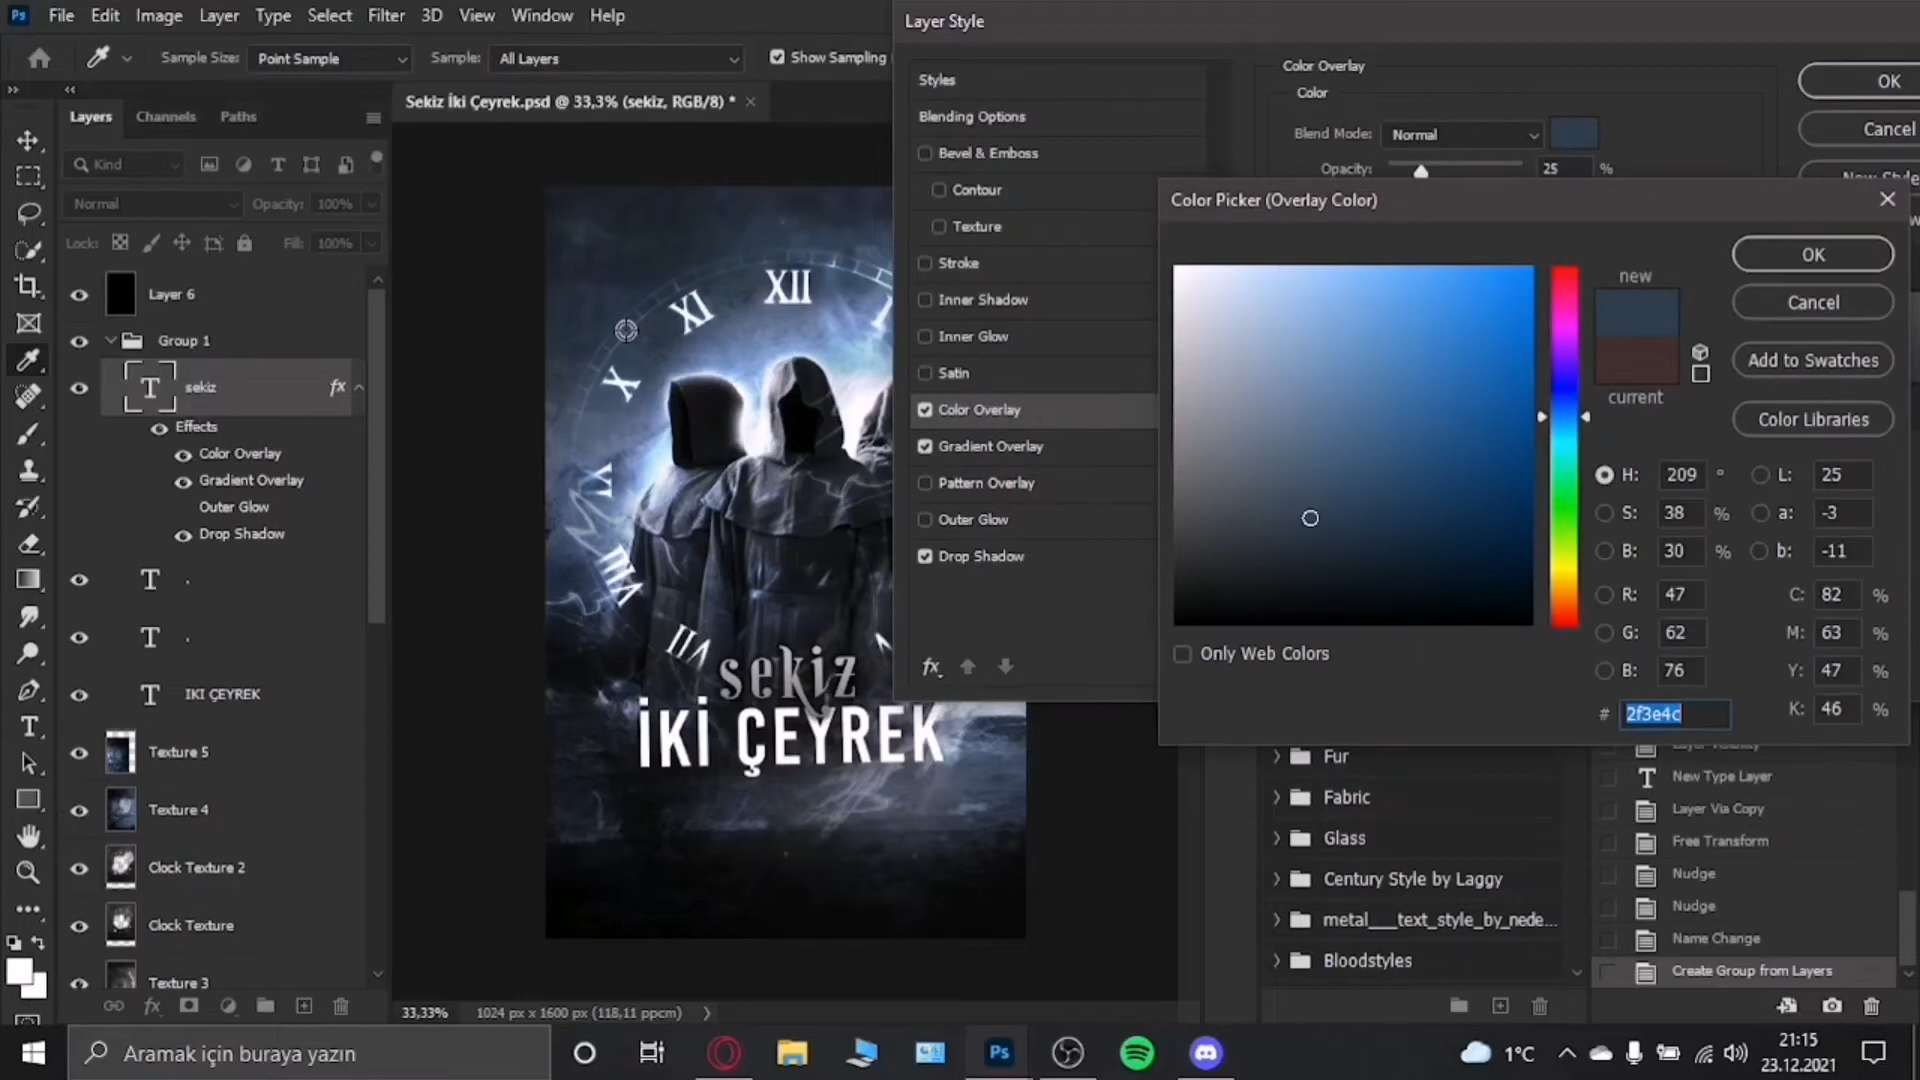 Ps File Edit Image Layer Type Select Filter 3D View Window Help
Sample Size: Point Sample Sample: All Layers Show Sampling
Layers Channels Paths
Sekiz İki Çeyrek.psd @ 33,3% (sekiz, RGB/8) *
Kind
Normal Opacity: 100%
Lock: Fill: 100%
Layer 6
Group 1
T sekiz fx
Effects
Color Overlay
Gradient Overlay
Outer Glow
Drop Shadow
T .
T .
T IKI ÇEYREK
Texture 5
Texture 4
Clock Texture 2
Clock Texture
Texture 3
XII
XI
X
IX
VIII
VII
sekiz
İKİ ÇEYREK
33,33% 1024 px x 1600 px (118,11 ppcm)
Layer Style
Styles
Blending Options
Bevel & Emboss
Contour
Texture
Stroke
Inner Shadow
Inner Glow
Satin
Color Overlay
Gradient Overlay
Pattern Overlay
Outer Glow
Drop Shadow
fx
Color Overlay
Color
Blend Mode: Normal
Opacity: 25 %
OK
Cancel
Color Picker (Overlay Color)
new
current
OK
Cancel
Add to Swatches
Color Libraries
H: 209 ° L: 25
S: 38 % a: -3
B: 30 % b: -11
R: 47 C: 82 %
G: 62 M: 63 %
B: 76 Y: 47 %
# 2f3e4c K: 46 %
Only Web Colors
Fur
Fabric
Glass
Century Style by Laggy
metal___text_style_by_nede...
Bloodstyles
Layer Visibility
New Type Layer
Layer Via Copy
Free Transform
Nudge
Nudge
Name Change
Create Group from Layers
Aramak için buraya yazın
Ps
1°C
21:15
23.12.2021